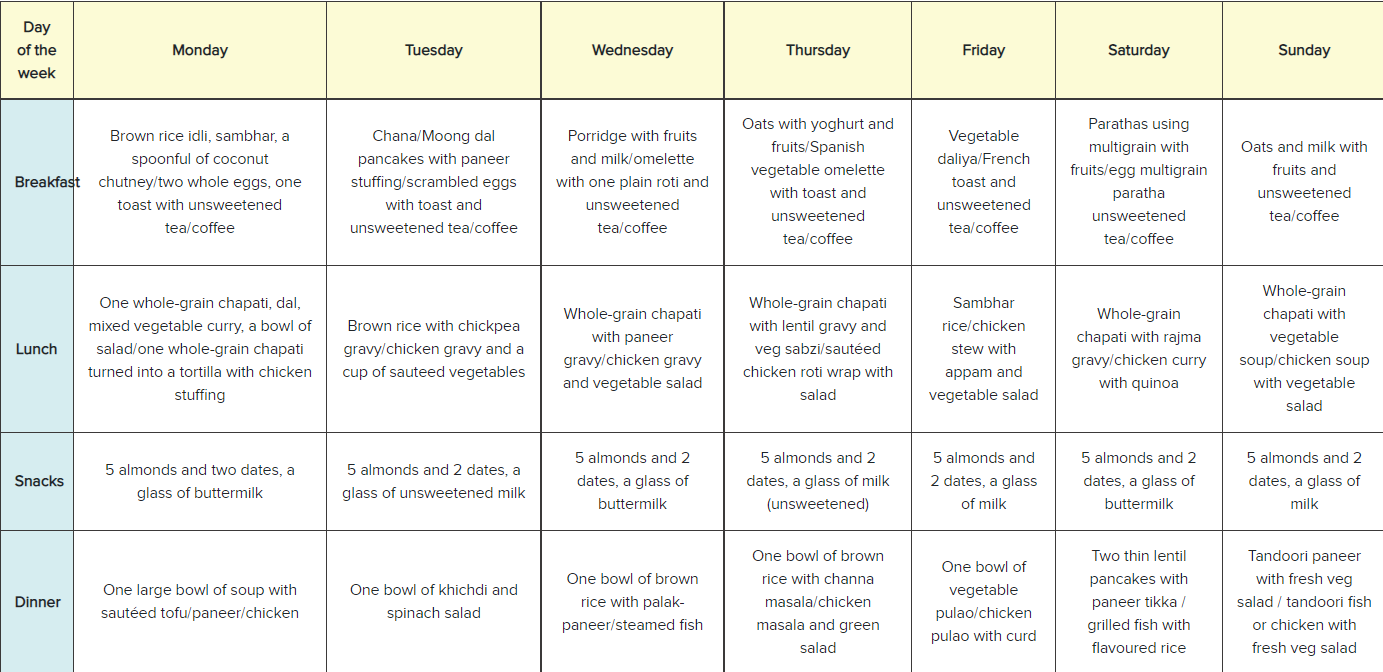 Day
of the
week
Monday
Tuesday
Wednesday
Thursday
Friday
Saturday
Sunday
Breakfast
Brown rice idli, sambhar, a
spoonful of coconut
chutney/two whole eggs, one
toast with unsweetened
tea/coffee
Chana/Moong dal
pancakes with paneer
stuffing/scrambled eggs
with toast and
unsweetened tea/coffee
Porridge with fruits
and milk/omelette
with one plain roti and
unsweetened
tea/coffee
Oats with yoghurt and
fruits/Spanish
vegetable omelette
with toast and
unsweetened
tea/coffee
Vegetable
daliya/French
toast and
unsweetened
tea/coffee
Parathas using
multigrain with
fruits/egg multigrain
paratha
unsweetened
tea/coffee
Oats and milk with
fruits and
unsweetened
tea/coffee
Lunch
One whole-grain chapati, dal,
mixed vegetable curry, a bowl of
salad/one whole-grain chapati
turned into a tortilla with chicken
stuffing
Brown rice with chickpea
gravy/chicken gravy and a
cup of sauteed vegetables
Whole-grain chapati
with paneer
gravy/chicken gravy
and vegetable salad
Whole-grain chapati
with lentil gravy and
veg sabzi/sautéed
chicken roti wrap with
salad
Sambhar
rice/chicken
stew with
appam and
vegetable salad
Whole-grain
chapati with rajma
gravy/chicken curry
with quinoa
Whole-grain
chapati with
vegetable
soup/chicken soup
with vegetable
salad
Snacks
5 almonds and two dates, a
glass of buttermilk
5 almonds and 2 dates, a
glass of unsweetened milk
5 almonds and 2
dates, a glass of
buttermilk
5 almonds and 2
dates, a glass of milk
(unsweetened)
5 almonds and
2 dates, a glass
of milk
5 almonds and 2
dates, a glass of
buttermilk
5 almonds and 2
dates, a glass of
milk
Dinner
One large bowl of soup with
sautéed tofu/paneer/chicken
One bowl of khichdi and
spinach salad
One bowl of brown
rice with palak-
paneer/steamed fish
One bowl of brown
rice with channa
masala/chicken
masala and green
salad
One bowl of
vegetable
pulao/chicken
pulao with curd
Two thin lentil
pancakes with
paneer tikka /
grilled fish with
flavoured rice
Tandoori paneer
with fresh veg
salad / tandoori fish
or chicken with
fresh veg salad